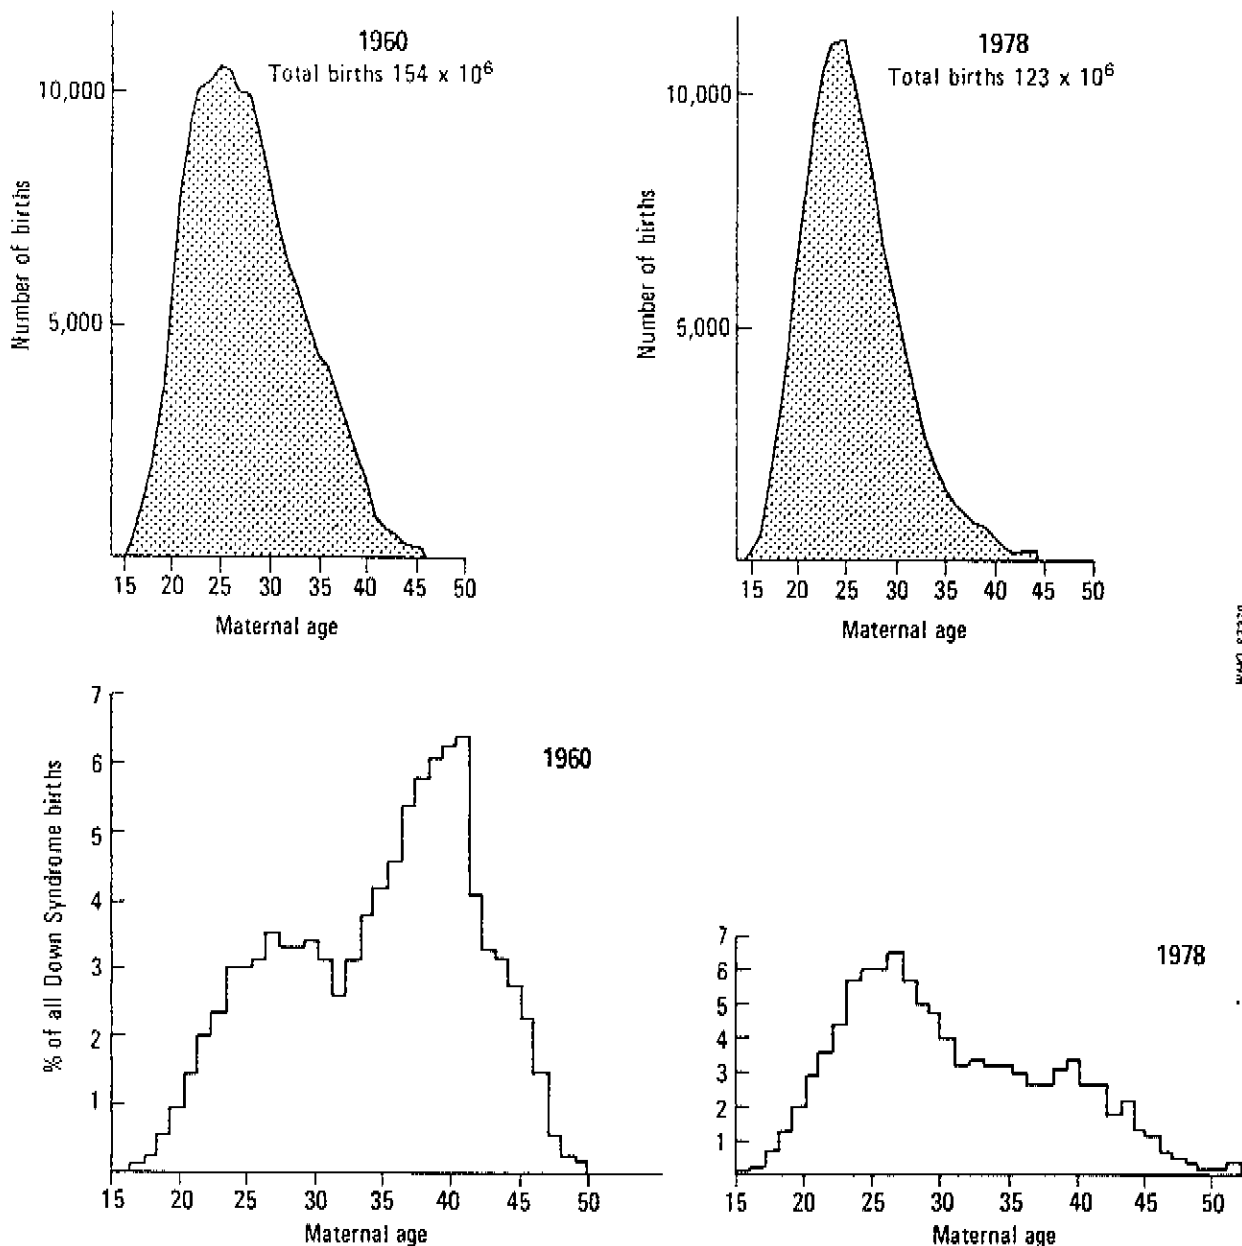 1960
Total births 154 x 10⁶
10,000
5,000
Number of births
15 20 25 30 35 40 45 50
Maternal age
1978
Total births 123 x 10⁶
10,000
5,000
Number of births
15 20 25 30 35 40 45 50
Maternal age
7
6
5
4
3
2
1
% of all Down Syndrome births
1960
15 20 25 30 35 40 45 50
Maternal age
7
6
5
4
3
2
1
1978
15 20 25 30 35 40 45 50
Maternal age